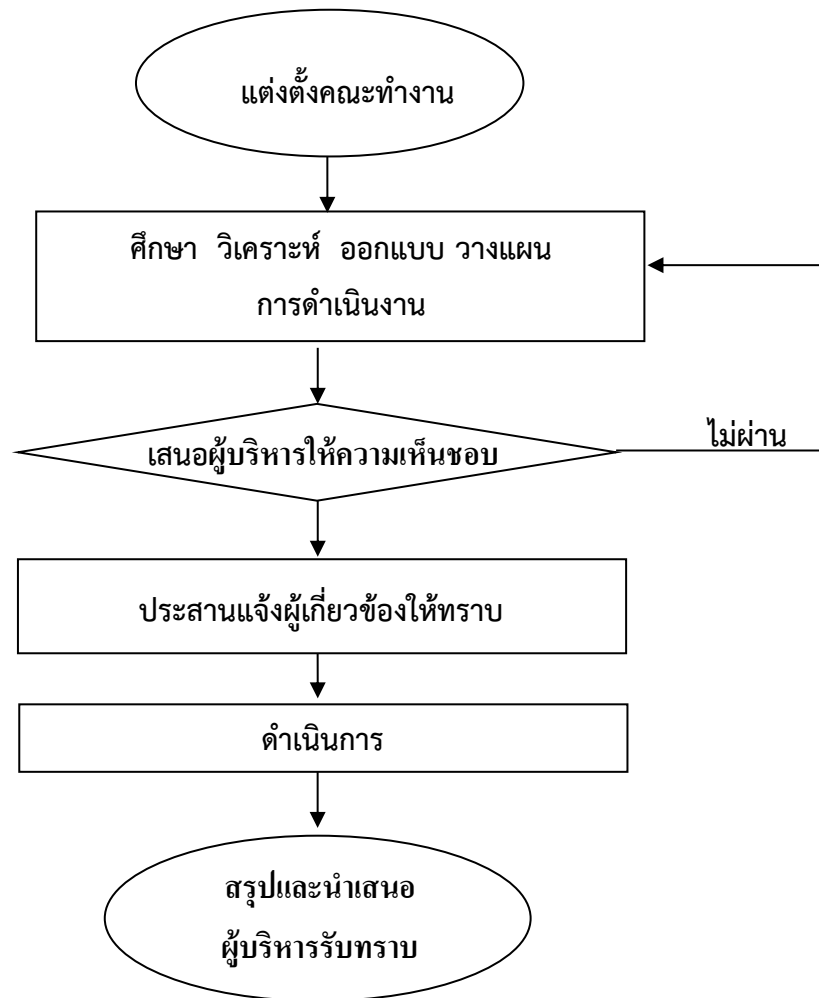 แต่งตั้งคณะทำงาน
ศึกษา วิเคราะห์ ออกแบบ วางแผน
การดำเนินงาน
เสนอผู้บริหารให้ความเห็นชอบ
ไม่ผ่าน
ประสานแจ้งผู้เกี่ยวข้องให้ทราบ
ดำเนินการ
สรุปและนำเสนอ
ผู้บริหารรับทราบ